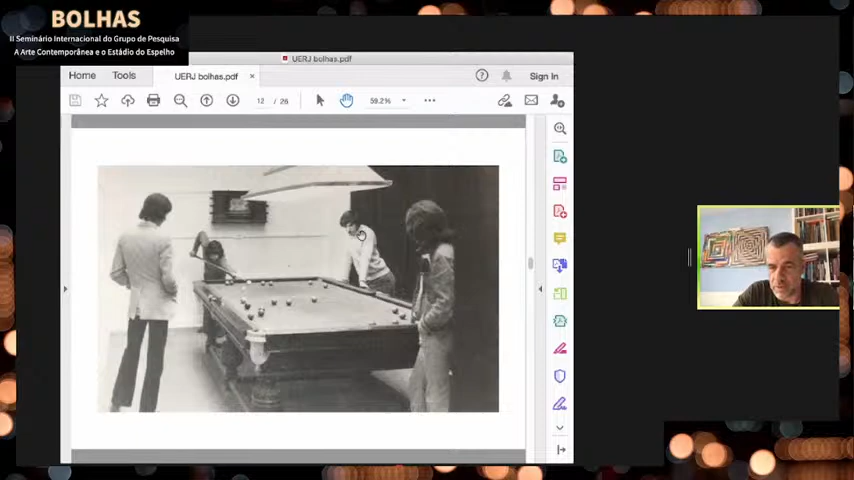 BOLHAS
II Seminário Internacional do Grupo de Pesquisa
A Arte Contemporânea e o Estádio do Espelho
UERJ bolhas.pdf
Home
Tools
UERJ bolhas.pdf
×
Sign In
12 / 26
59.2%